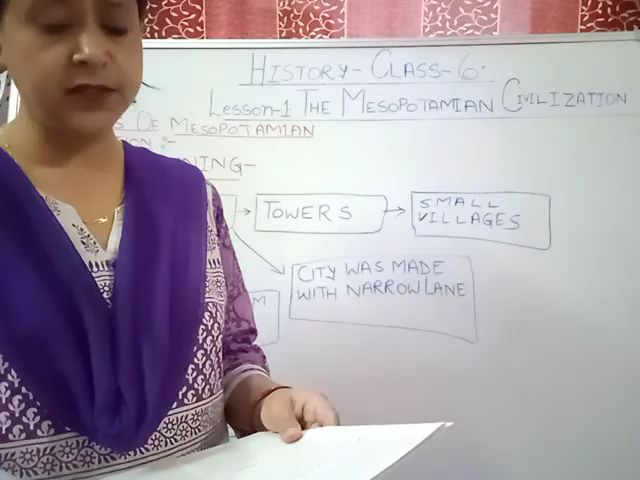 HISTORY- CLASS-6.
Lesson-1 THE MESOPOTAMIAN CIVILIZATION
OF MESOPOTAMIAN
:-
TOWERS
SMALL
VILLAGES
CITY WAS MADE
WITH NARROW LANE
M